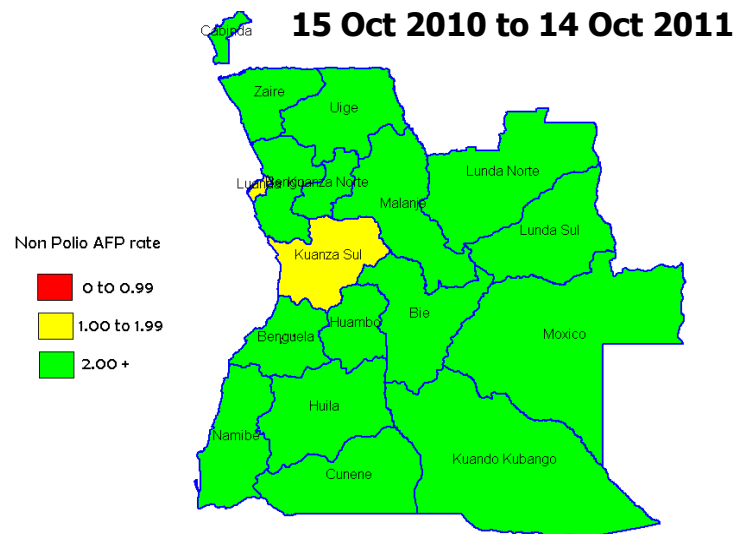 15 Oct 2010 to 14 Oct 2011
Cabinda
Zaire
Uige
Lunda Norte
Kuanza Norte
Malanje
Lunda Sul
Non Polio AFP rate
Kuanza Sul
0 to 0.99
1.00 to 1.99
2.00 +
Bie
Huambo
Benguela
Moxico
Huila
Namibe
Kuando Kubango
Cunene